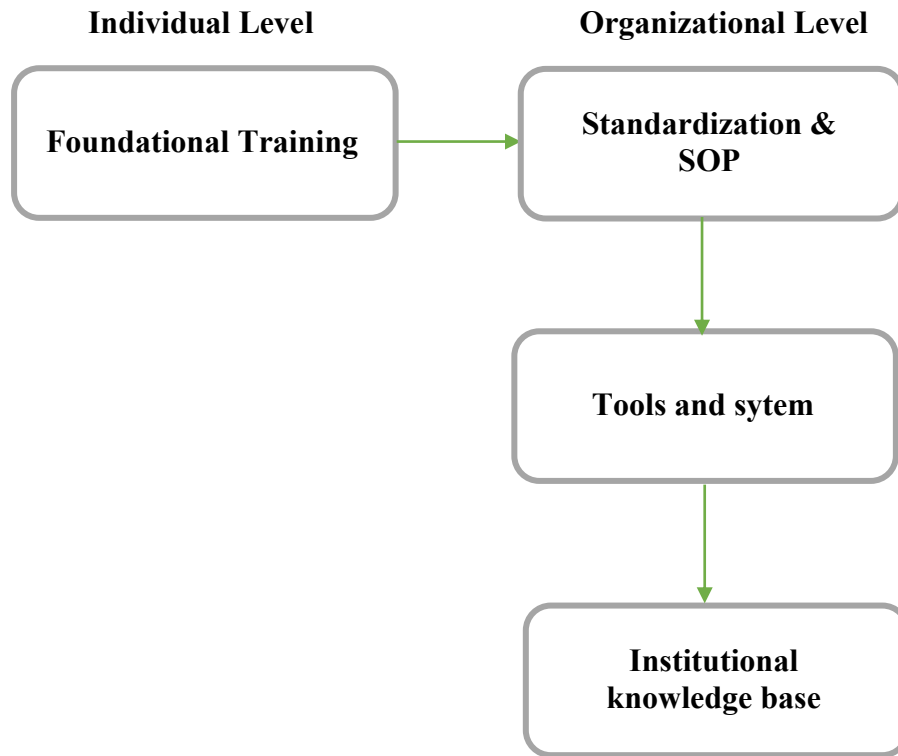 Individual Level
Organizational Level
Foundational Training
Standardization &
SOP
Tools and sytem
Institutional
knowledge base